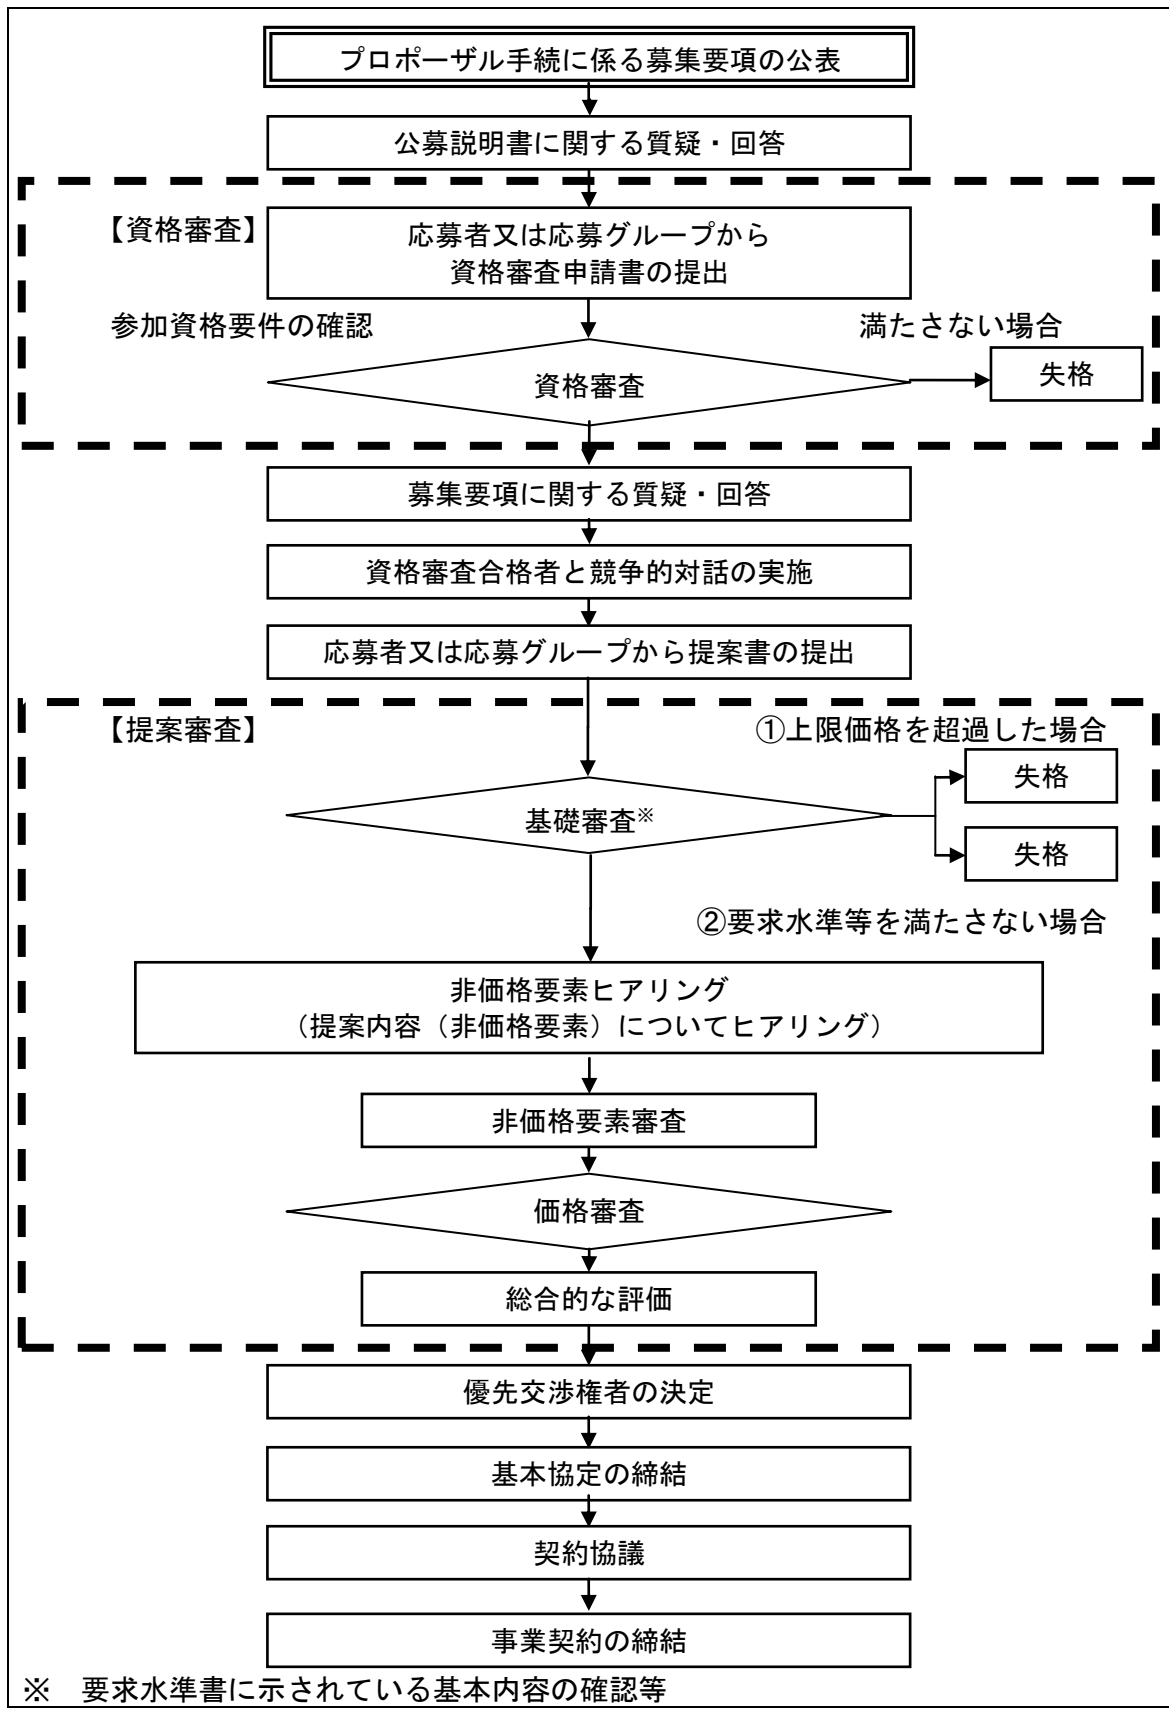 プロポーザル手続に係る募集要項の公表
公募説明書に関する質疑・回答
【資格審査】
応募者又は応募グループから
資格審査申請書の提出
参加資格要件の確認
満たさない場合
資格審査
失格
募集要項に関する質疑・回答
資格審査合格者と競争的対話の実施
応募者又は応募グループから提案書の提出
【提案審査】
①上限価格を超過した場合
失格
基礎審査※
失格
②要求水準等を満たさない場合
非価格要素ヒアリング
（提案内容（非価格要素）についてヒアリング）
非価格要素審査
価格審査
総合的な評価
優先交渉権者の決定
基本協定の締結
契約協議
事業契約の締結
※　要求水準書に示されている基本内容の確認等